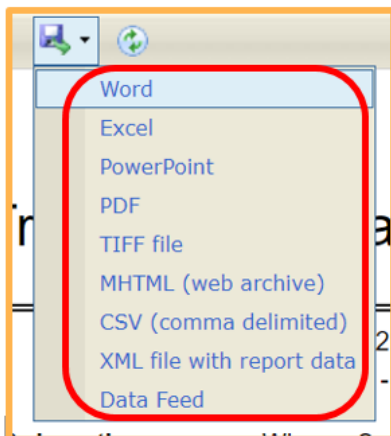 Word
Excel
PowerPoint
PDF
TIFF file
MHTML (web archive)
CSV (comma delimited)
XML file with report data
Data Feed